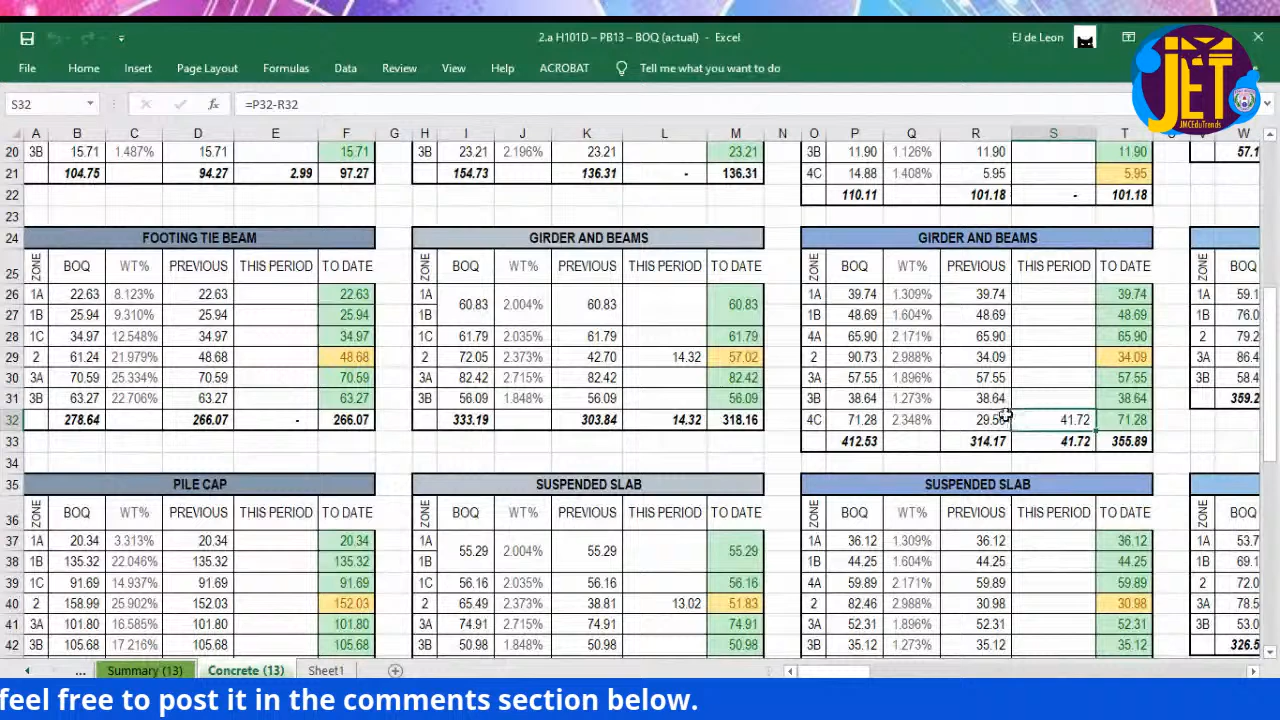 2.a H101D – PB13 – BOQ (actual) - Excel
EJ de Leon
File Home Insert Page Layout Formulas Data Review View Help ACROBAT Tell me what you want to do
JET
JMCEduTrends
S32 fx =P32-R32
A B C D E F G H I J K L M N O P Q R S T W
20 3B 15.71 1.487% 15.71 15.71 3B 23.21 2.196% 23.21 23.21 3B 11.90 1.126% 11.90 11.90
21 104.75 94.27 2.99 97.27 154.73 136.31 - 136.31 4C 14.88 1.408% 5.95 5.95
22 110.11 101.18 - 101.18
23
24 FOOTING TIE BEAM GIRDER AND BEAMS GIRDER AND BEAMS
25 ZONE BOQ WT% PREVIOUS THIS PERIOD TO DATE ZONE BOQ WT% PREVIOUS THIS PERIOD TO DATE ZONE BOQ WT% PREVIOUS THIS PERIOD TO DATE ZONE BOQ
26 1A 22.63 8.123% 22.63 22.63 1A 60.83 2.004% 60.83 60.83 1A 39.74 1.309% 39.74 39.74 1A 59.1
27 1B 25.94 9.310% 25.94 25.94 1B 1B 48.69 1.604% 48.69 48.69 1B 76.0
28 1C 34.97 12.548% 34.97 34.97 1C 61.79 2.035% 61.79 61.79 4A 65.90 2.171% 65.90 65.90 2 79.2
29 2 61.24 21.979% 48.68 48.68 2 72.05 2.373% 42.70 14.32 57.02 2 90.73 2.988% 34.09 34.09 3A 86.4
30 3A 70.59 25.334% 70.59 70.59 3A 82.42 2.715% 82.42 82.42 3A 57.55 1.896% 57.55 57.55 3B 58.4
31 3B 63.27 22.706% 63.27 63.27 3B 56.09 1.848% 56.09 56.09 3B 38.64 1.273% 38.64 38.64 359.2
32 278.64 266.07 - 266.07 333.19 303.84 14.32 318.16 4C 71.28 2.348% 41.72 71.28
33 412.53 314.17 41.72 355.89
34
35 PILE CAP SUSPENDED SLAB SUSPENDED SLAB
36 ZONE BOQ WT% PREVIOUS THIS PERIOD TO DATE ZONE BOQ WT% PREVIOUS THIS PERIOD TO DATE ZONE BOQ WT% PREVIOUS THIS PERIOD TO DATE ZONE BOQ
37 1A 20.34 3.313% 20.34 20.34 1A 55.29 2.004% 55.29 55.29 1A 36.12 1.309% 36.12 36.12 1A 53.7
38 1B 135.32 22.046% 135.32 135.32 1B 1B 44.25 1.604% 44.25 44.25 1B 69.1
39 1C 91.69 14.937% 91.69 91.69 1C 56.16 2.035% 56.16 56.16 4A 59.89 2.171% 59.89 59.89 2 72.0
40 2 158.99 25.902% 152.03 152.03 2 65.49 2.373% 38.81 13.02 51.83 2 82.46 2.988% 30.98 30.98 3A 78.5
41 3A 101.80 16.585% 101.80 101.80 3A 74.91 2.715% 74.91 74.91 3A 52.31 1.896% 52.31 52.31 3B 53.0
42 3B 105.68 17.216% 105.68 105.68 3B 50.98 1.848% 50.98 50.98 3B 35.12 1.273% 35.12 35.12 326.5
... Summary (13) Concrete (13) Sheet1
feel free to post it in the comments section below.